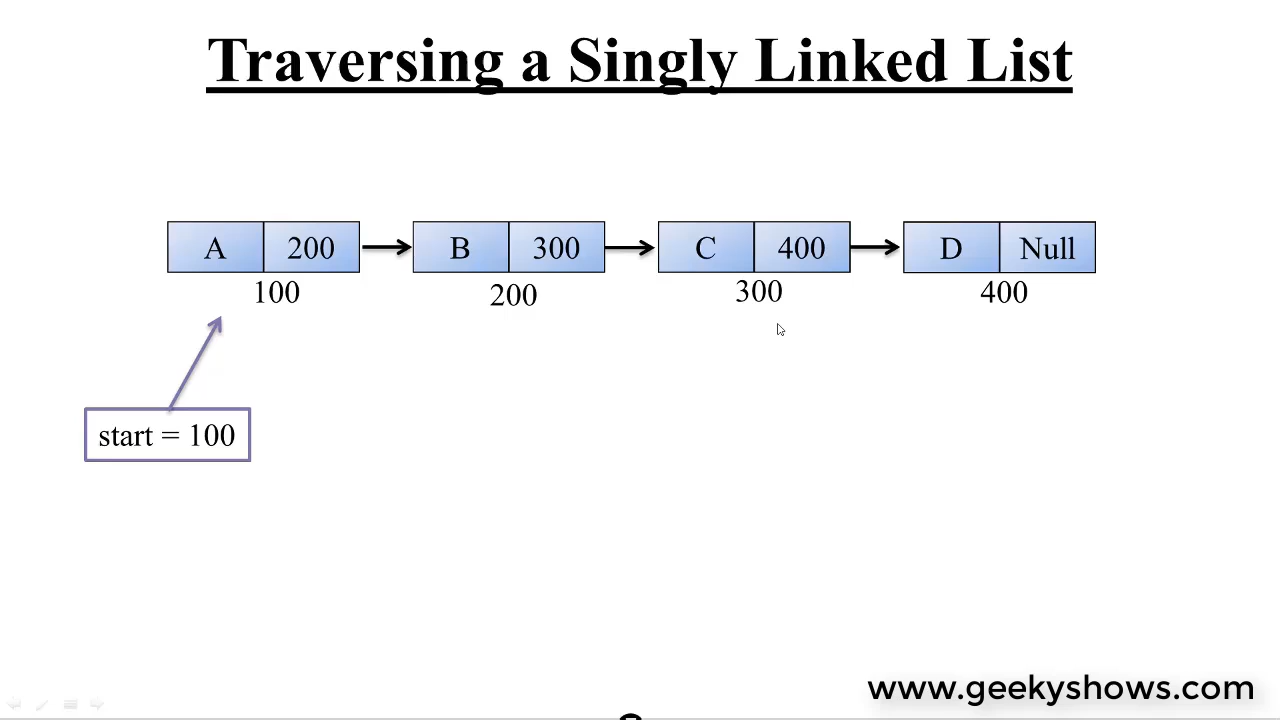 Traversing a Singly Linked List
A 200 B 300 C 400 D Null
100 200 300 400
start = 100
www.geekyshows.com